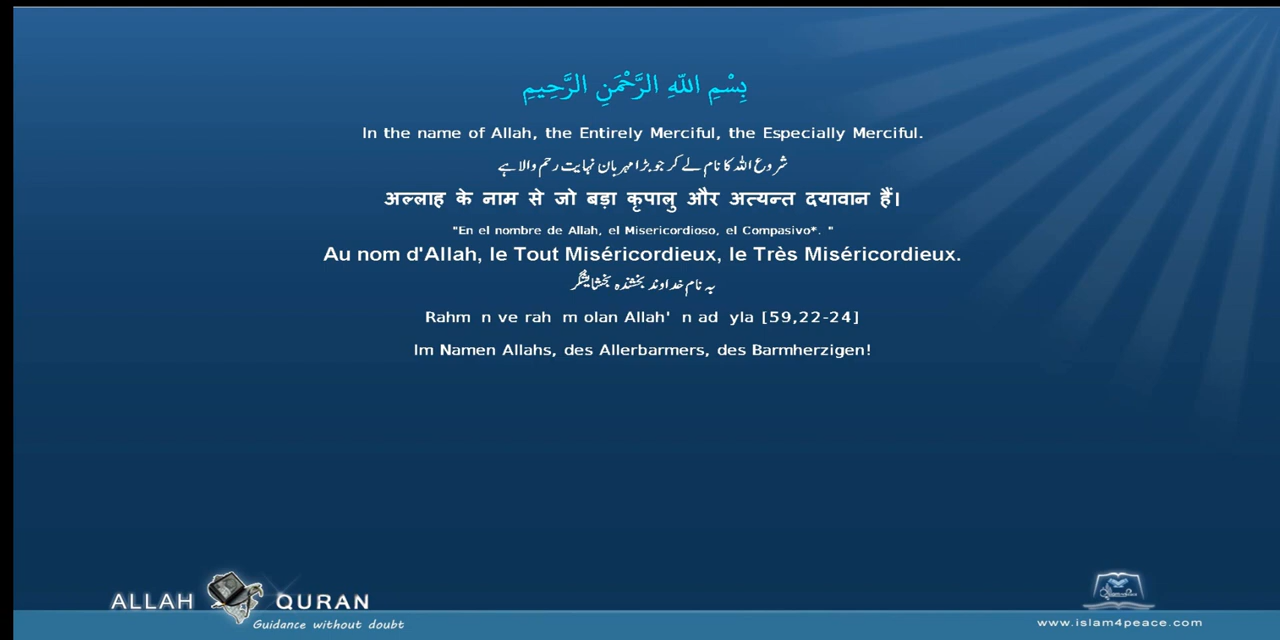 بِسْمِ اللّٰهِ الرَّحْمَنِ الرَّحِيمِ
In the name of Allah, the Entirely Merciful, the Especially Merciful.
شروع الله کا نام لے کر جو بڑا مہربان نہایت رحم والا ہے
अल्लाह के नाम से जो बड़ा कृपालु और अत्यन्त दयावान हैं।
"En el nombre de Allah, el Misericordioso, el Compasivo*. "
Au nom d'Allah, le Tout Miséricordieux, le Très Miséricordieux.
به نام خداوند بخشنده بخشایشگر
Rahm n ve rah m olan Allah' n ad yla [59,22-24]
Im Namen Allahs, des Allerbarmers, des Barmherzigen!
ALLAH QURAN
Guidance without doubt
www.islam4peace.com